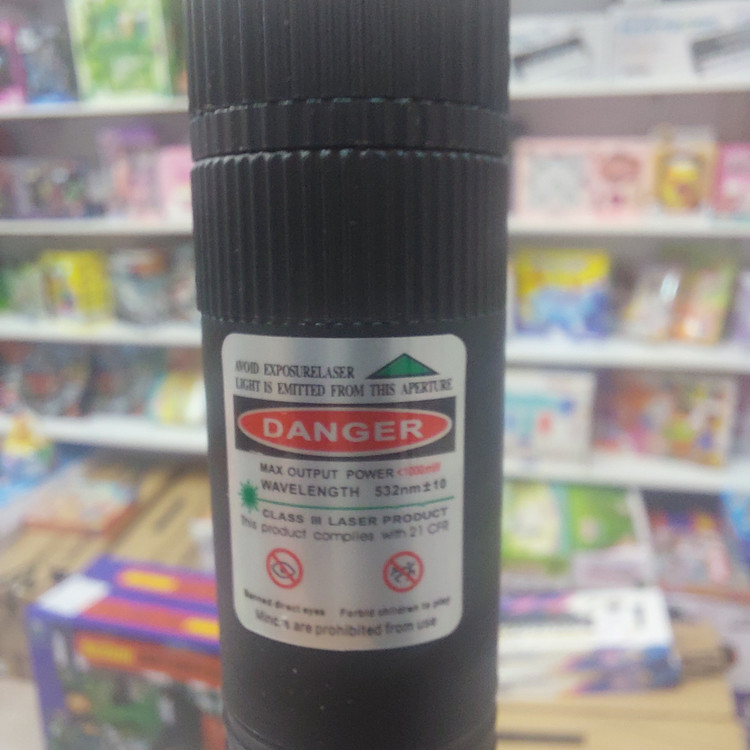 AVOID EXPOSURELASER
LIGHT IS EMITTED FROM THIS APERTURE
DANGER
MAX OUTPUT POWER <1000mW
WAVELENGTH 532nm±10
CLASS III LASER PRODUCT
This product complies with 21 CFR
Banned direct eyes Forbid children to play
are prohibited from use